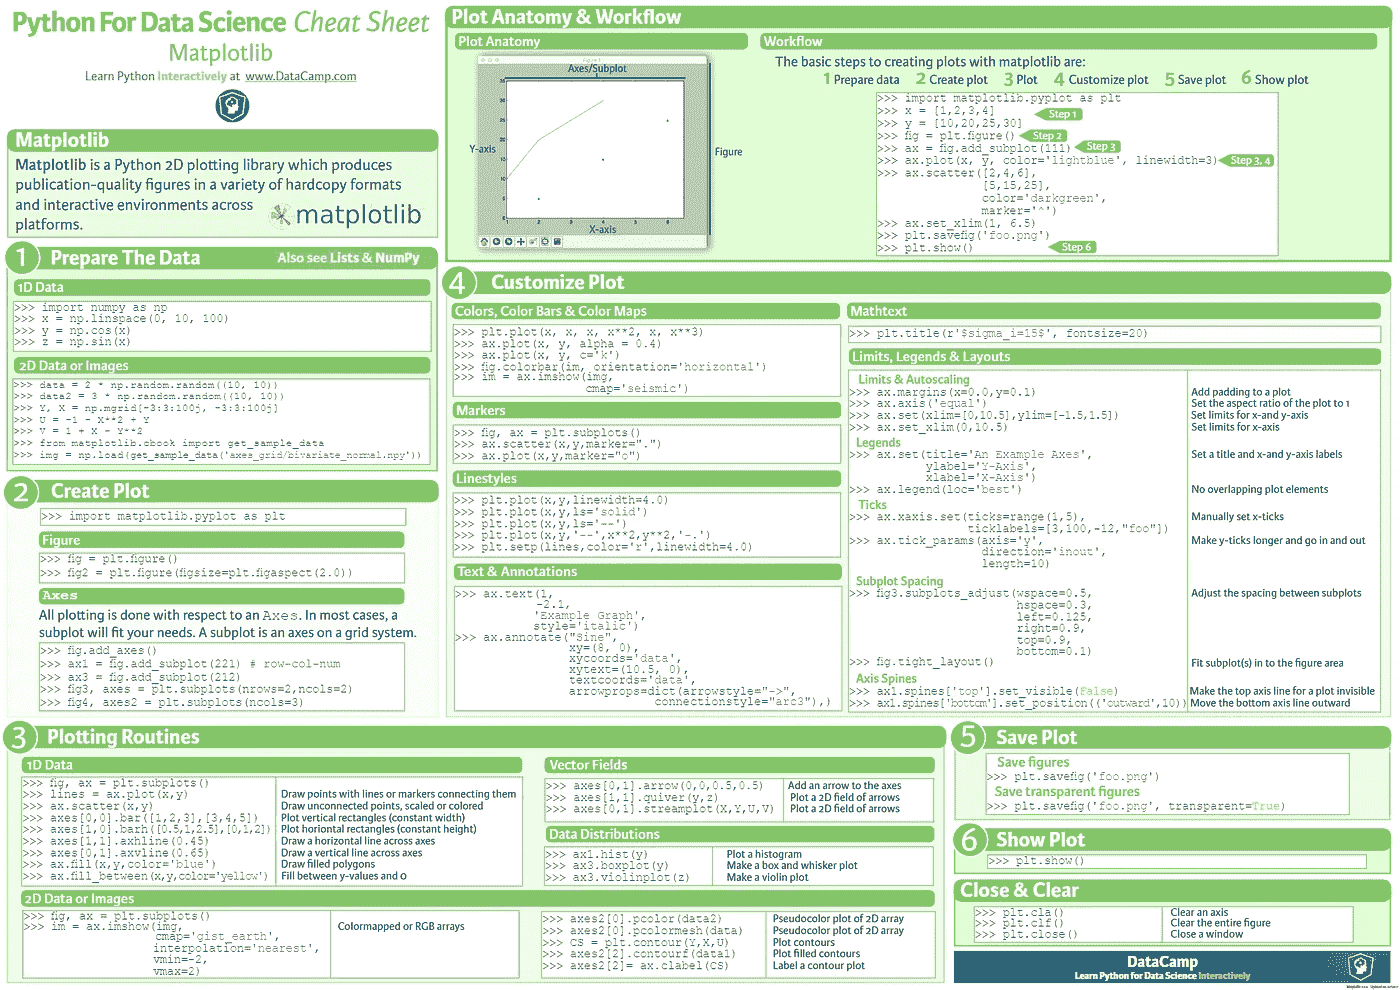 Python For Data Science Cheat Sheet
Matplotlib
Learn Python Interactively at www.DataCamp.com
Matplotlib
Matplotlib is a Python 2D plotting library which produces
publication-quality figures in a variety of hardcopy formats
and interactive environments across
platforms.
matplotlib
1 Prepare The Data Also see Lists & NumPy
1D Data
>>> import numpy as np
>>> x = np.linspace(0, 10, 100)
>>> y = np.cos(x)
>>> z = np.sin(x)
2D Data or Images
>>> data = 2 * np.random.random((10, 10))
>>> data2 = 3 * np.random.random((10, 10))
>>> Y, X = np.mgrid[-3:3:100j, -3:3:100j]
>>> U = -1 - X**2 + Y
>>> V = 1 + X - Y**2
>>> from matplotlib.cbook import get_sample_data
>>> img = np.load(get_sample_data('axes_grid/bivariate_normal.npy'))
2 Create Plot
>>> import matplotlib.pyplot as plt
Figure
>>> fig = plt.figure()
>>> fig2 = plt.figure(figsize=plt.figaspect(2.0))
Axes
All plotting is done with respect to an Axes. In most cases, a
subplot will fit your needs. A subplot is an axes on a grid system.
>>> fig.add_axes()
>>> ax1 = fig.add_subplot(221) # row-col-num
>>> ax3 = fig.add_subplot(212)
>>> fig3, axes = plt.subplots(nrows=2,ncols=2)
>>> fig4, axes2 = plt.subplots(ncols=3)
Plot Anatomy & Workflow
Plot Anatomy
Axes/Subplot
Y-axis
Figure
X-axis
Workflow
The basic steps to creating plots with matplotlib are:
1 Prepare data 2 Create plot 3 Plot 4 Customize plot 5 Save plot 6 Show plot
>>> import matplotlib.pyplot as plt
>>> x = [1,2,3,4]
>>> y = [10,20,25,30] Step 1
>>> fig = plt.figure() Step 2
>>> ax = fig.add_subplot(111) Step 3
>>> ax.plot(x, y, color='lightblue', linewidth=3) Step 3, 4
>>> ax.scatter([2,4,6],
[5,15,25],
color='darkgreen',
marker='^')
>>> ax.set_xlim(1, 6.5)
>>> plt.savefig('foo.png')
>>> plt.show() Step 6
4 Customize Plot
Colors, Color Bars & Color Maps
>>> plt.plot(x, x, x, x**2, x, x**3)
>>> ax.plot(x, y, alpha = 0.4)
>>> ax.plot(x, y, c='k')
>>> fig.colorbar(im, orientation='horizontal')
>>> im = ax.imshow(img,
cmap='seismic')
Markers
>>> fig, ax = plt.subplots()
>>> ax.scatter(x,y,marker=".")
>>> ax.plot(x,y,marker="o")
Linestyles
>>> plt.plot(x,y,linewidth=4.0)
>>> plt.plot(x,y,ls='solid')
>>> plt.plot(x,y,ls='--')
>>> plt.plot(x,y,'--',x**2,y**2,'-.')
>>> plt.setp(lines,color='r',linewidth=4.0)
Text & Annotations
>>> ax.text(1,
-2.1,
'Example Graph',
style='italic')
>>> ax.annotate("Sine",
xy=(8, 0),
xycoords='data',
xytext=(10.5, 0),
textcoords='data',
arrowprops=dict(arrowstyle="->",
connectionstyle="arc3"),)
Mathtext
>>> plt.title(r'$sigma_i=15$', fontsize=20)
Limits, Legends & Layouts
Limits & Autoscaling
>>> ax.margins(x=0.0,y=0.1) Add padding to a plot
>>> ax.axis('equal') Set the aspect ratio of the plot to 1
>>> ax.set(xlim=[0,10.5],ylim=[-1.5,1.5]) Set limits for x-and y-axis
>>> ax.set_xlim(0,10.5) Set limits for x-axis
Legends
>>> ax.set(title='An Example Axes', Set a title and x-and y-axis labels
ylabel='Y-Axis',
xlabel='X-Axis')
>>> ax.legend(loc='best') No overlapping plot elements
Ticks
>>> ax.xaxis.set(ticks=range(1,5), Manually set x-ticks
ticklabels=[3,100,-12,"foo"])
>>> ax.tick_params(axis='y', Make y-ticks longer and go in and out
direction='inout',
length=10)
Subplot Spacing
>>> fig3.subplots_adjust(wspace=0.5, Adjust the spacing between subplots
hspace=0.3,
left=0.125,
right=0.9,
top=0.9,
bottom=0.1)
>>> fig.tight_layout() Fit subplot(s) in to the figure area
Axis Spines
>>> ax1.spines['top'].set_visible(False) Make the top axis line for a plot invisible
>>> ax1.spines['bottom'].set_position(('outward',10)) Move the bottom axis line outward
3 Plotting Routines
1D Data
>>> fig, ax = plt.subplots()
>>> lines = ax.plot(x,y) Draw points with lines or markers connecting them
>>> ax.scatter(x,y) Draw unconnected points, scaled or colored
>>> axes[0,0].bar([1,2,3],[3,4,5]) Plot vertical rectangles (constant width)
>>> axes[1,0].barh([0.5,1,2.5],[0,1,2]) Plot horiontal rectangles (constant height)
>>> axes[1,1].axhline(0.45) Draw a horizontal line across axes
>>> axes[0,1].axvline(0.65) Draw a vertical line across axes
>>> ax.fill(x,y,color='blue') Draw filled polygons
>>> ax.fill_between(x,y,color='yellow') Fill between y-values and 0
2D Data or Images
>>> fig, ax = plt.subplots()
>>> im = ax.imshow(img, Colormapped or RGB arrays
cmap='gist_earth',
interpolation='nearest',
vmin=-2,
vmax=2)
Vector Fields
>>> axes[0,1].arrow(0,0,0.5,0.5) Add an arrow to the axes
>>> axes[1,1].quiver(y,z) Plot a 2D field of arrows
>>> axes[0,1].streamplot(X,Y,U,V) Plot a 2D field of arrows
Data Distributions
>>> ax1.hist(y) Plot a histogram
>>> ax3.boxplot(y) Make a box and whisker plot
>>> ax3.violinplot(z) Make a violin plot
>>> axes2[0].pcolor(data2) Pseudocolor plot of 2D array
>>> axes2[0].pcolormesh(data) Pseudocolor plot of 2D array
>>> CS = plt.contour(Y,X,U) Plot contours
>>> axes2[2].contourf(data1) Plot filled contours
>>> axes2[2]= ax.clabel(CS) Label a contour plot
5 Save Plot
Save figures
>>> plt.savefig('foo.png')
Save transparent figures
>>> plt.savefig('foo.png', transparent=True)
6 Show Plot
>>> plt.show()
Close & Clear
>>> plt.cla() Clear an axis
>>> plt.clf() Clear the entire figure
>>> plt.close() Close a window
DataCamp
Learn Python for Data Science Interactively